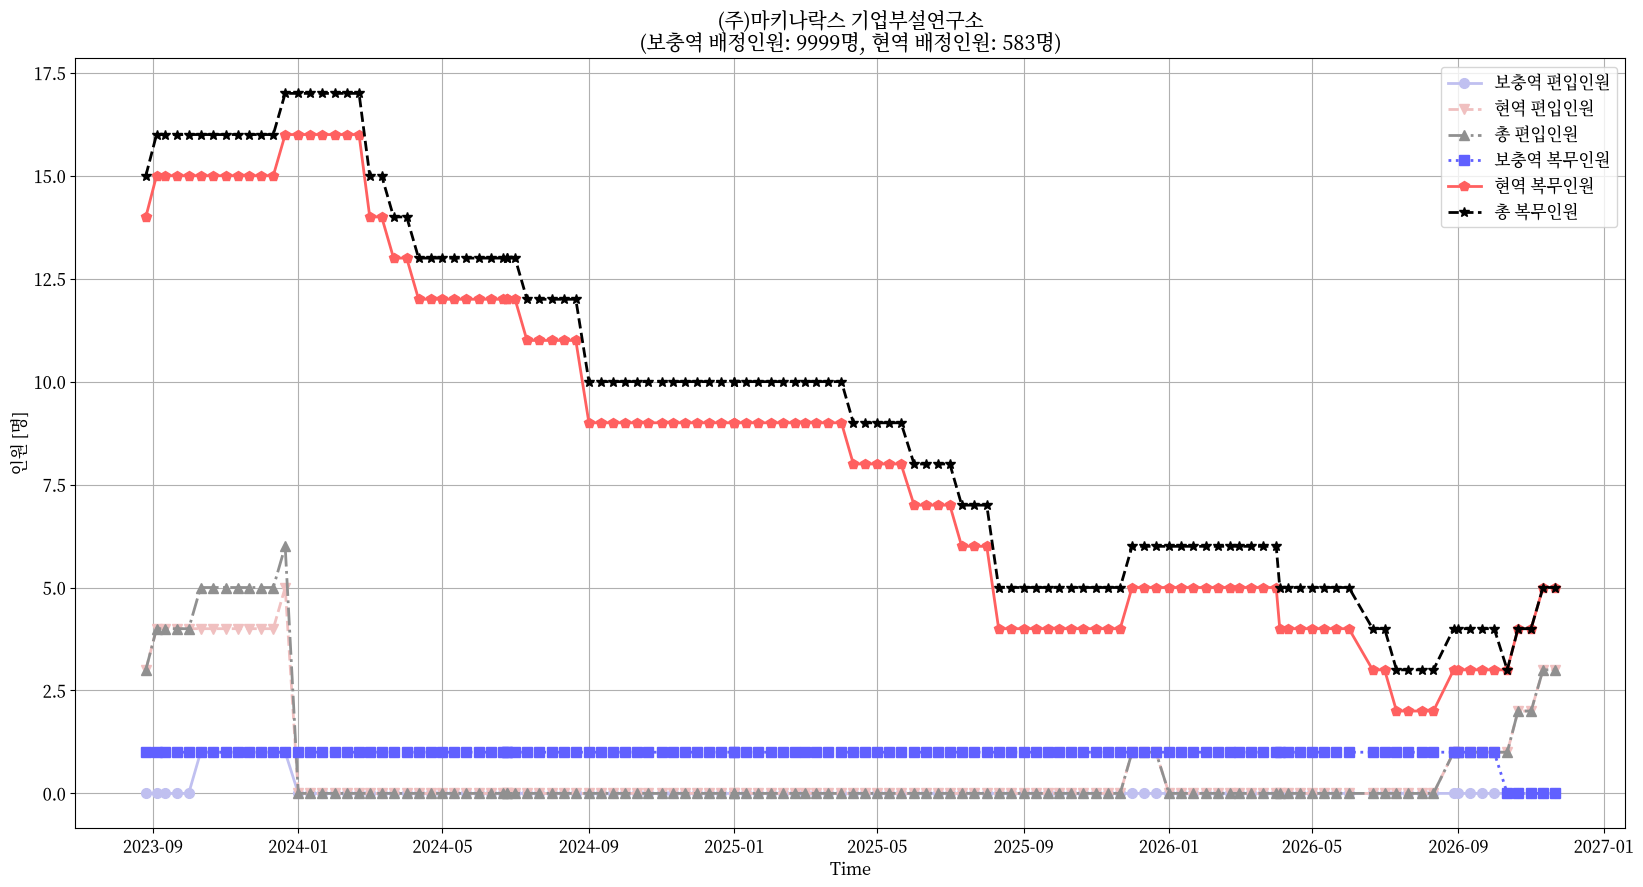 (주)마키나락스 기업부설연구소
(보충역 배정인원: 9999명, 현역 배정인원: 583명)
17.5
15.0
12.5
10.0
7.5
5.0
2.5
0.0
인원 [명]
보충역 편입인원
현역 편입인원
총 편입인원
보충역 복무인원
현역 복무인원
총 복무인원
2023-09
2024-01
2024-05
2024-09
2025-01
2025-05
2025-09
2026-01
2026-05
2026-09
2027-01
Time